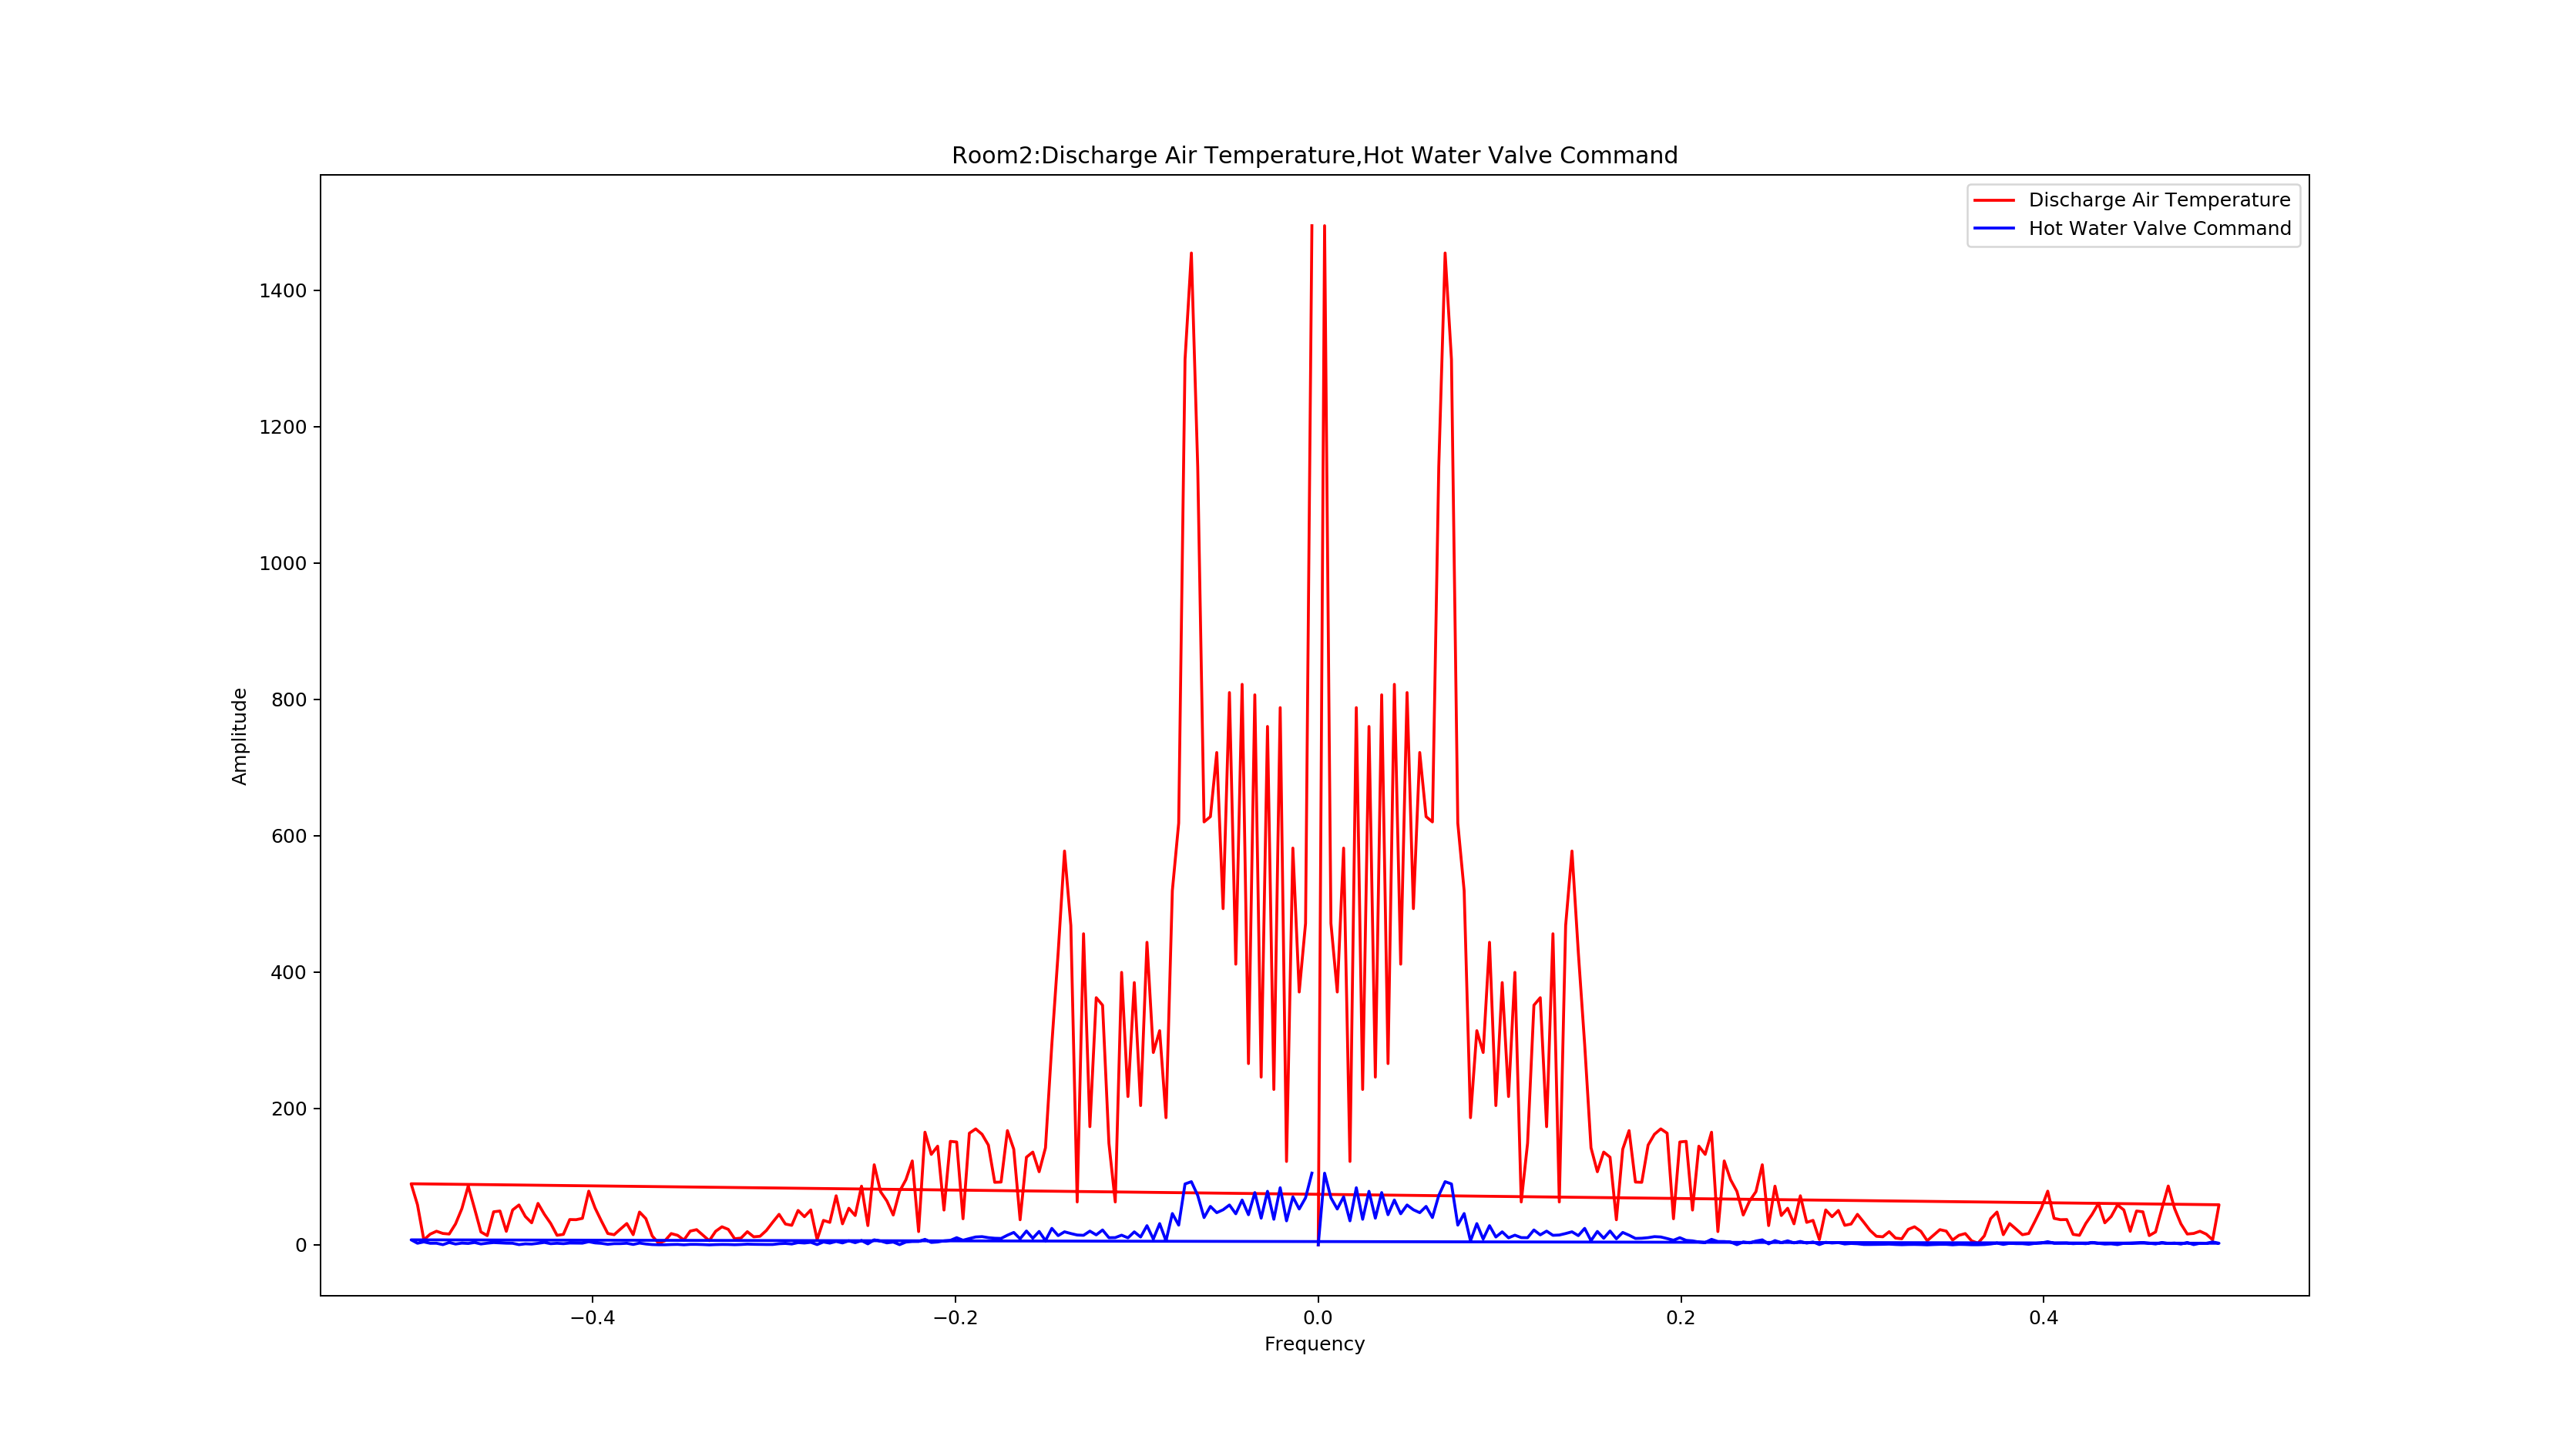 Room2:Discharge Air Temperature,Hot Water Valve Command
Discharge Air Temperature
Hot Water Valve Command
1400
1200
1000
800
600
400
200
0
Amplitude
−0.4 −0.2 0.0 0.2 0.4
Frequency